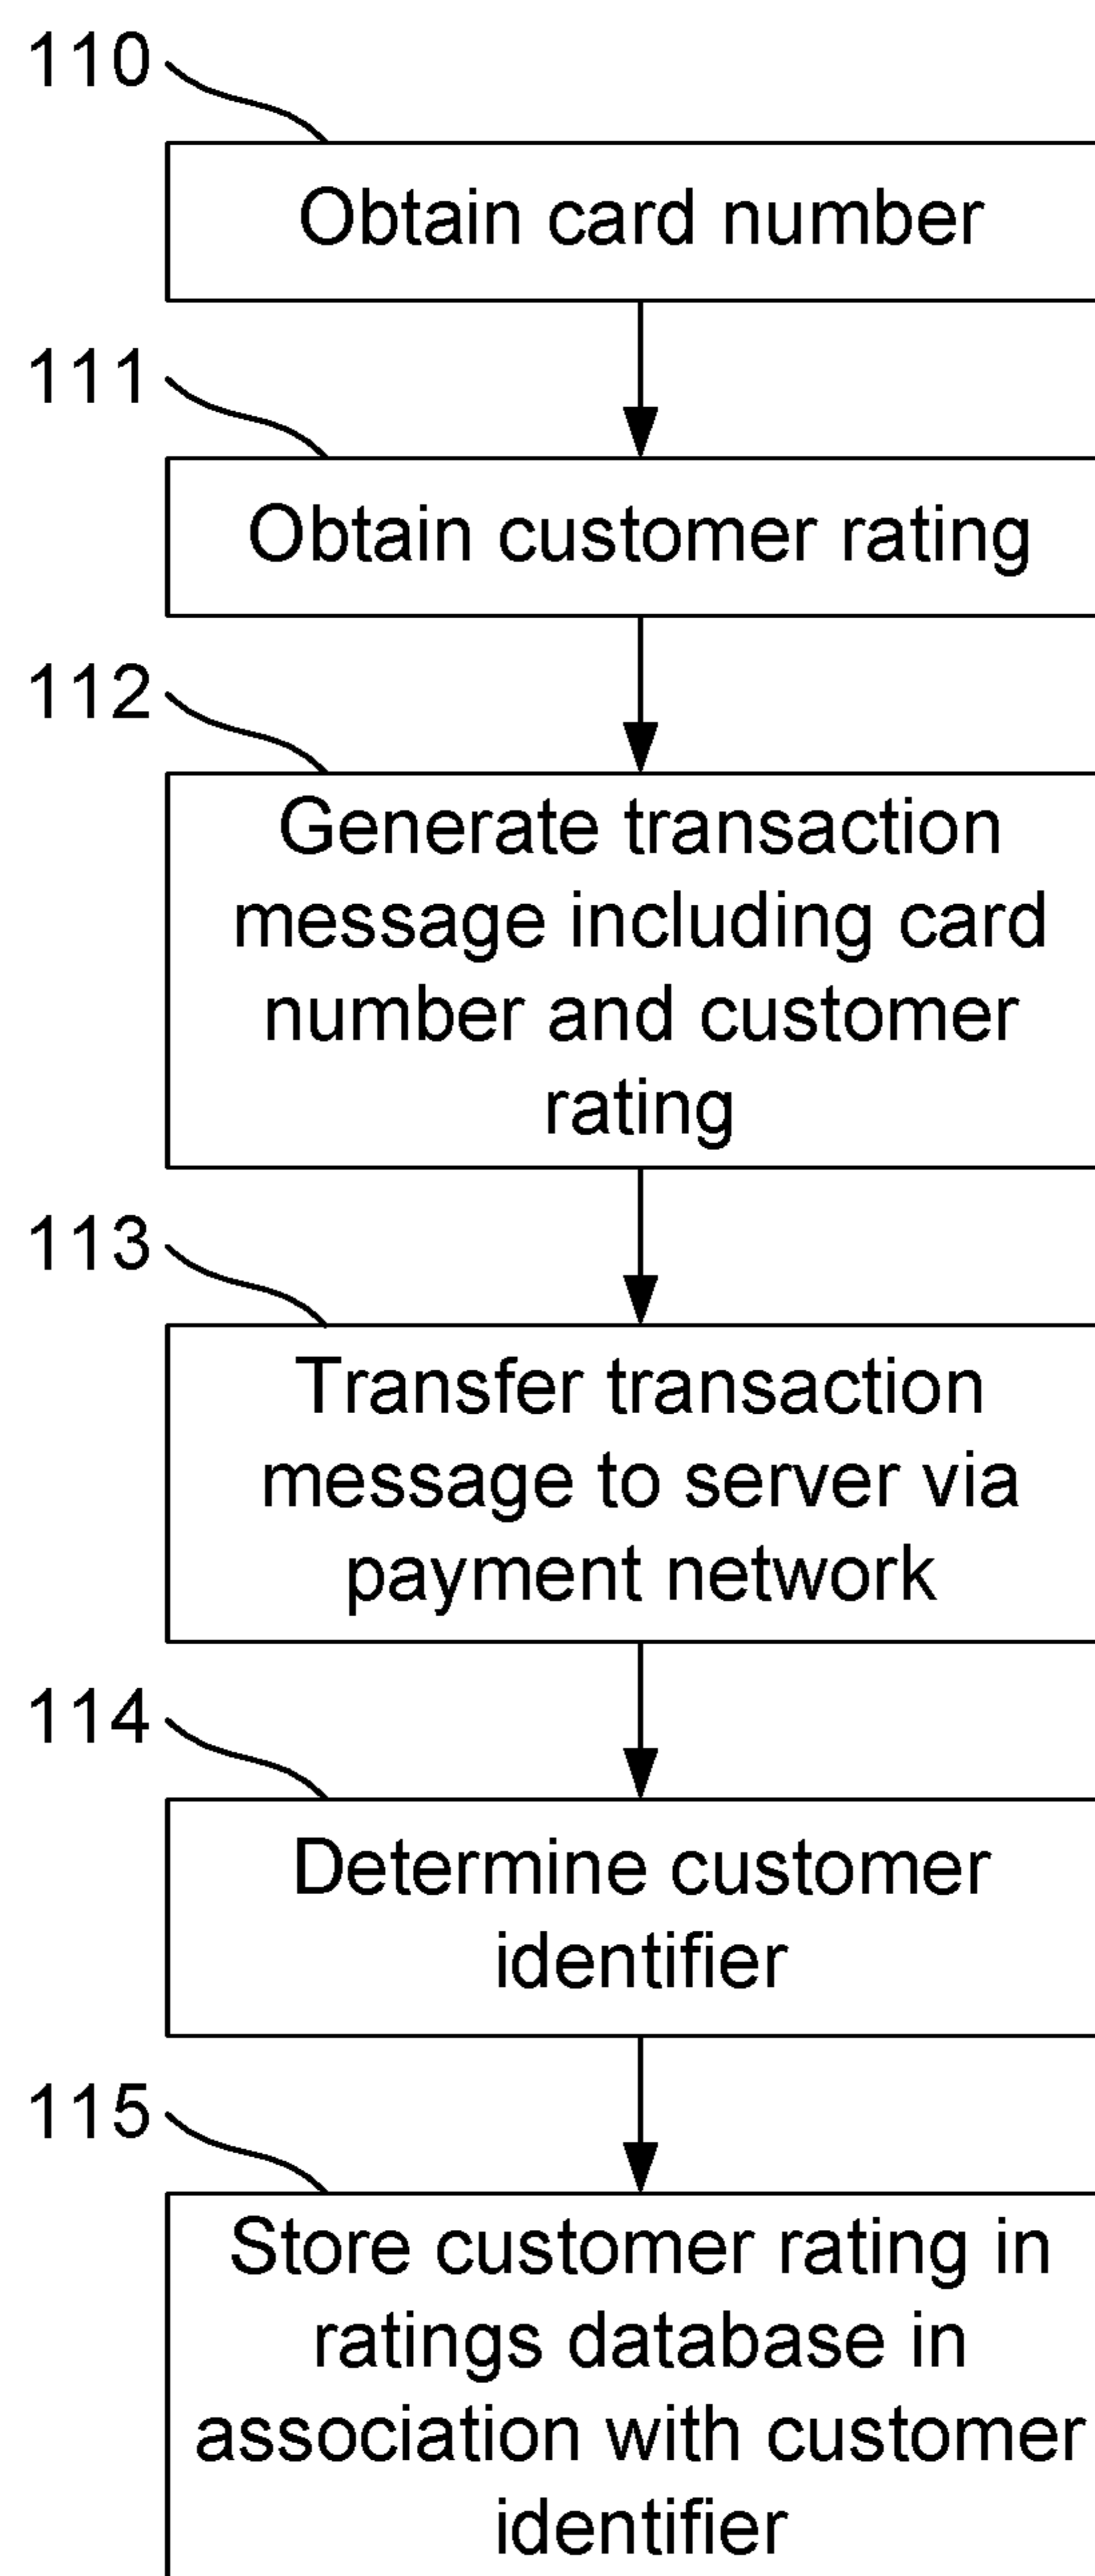 110
Obtain card number
111
Obtain customer rating
112
Generate transaction
message including card
number and customer
rating
113
Transfer transaction
message to server via
payment network
114
Determine customer
identifier
115
Store customer rating in
ratings database in
association with customer
identifier